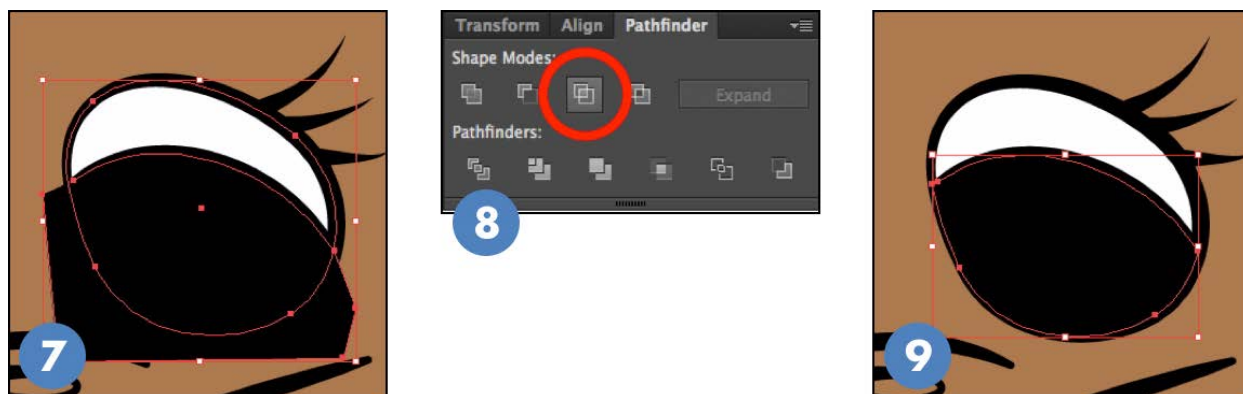 Transform Align Pathfinder
Shape Modes:
Expand
Pathfinders:
7
8
9